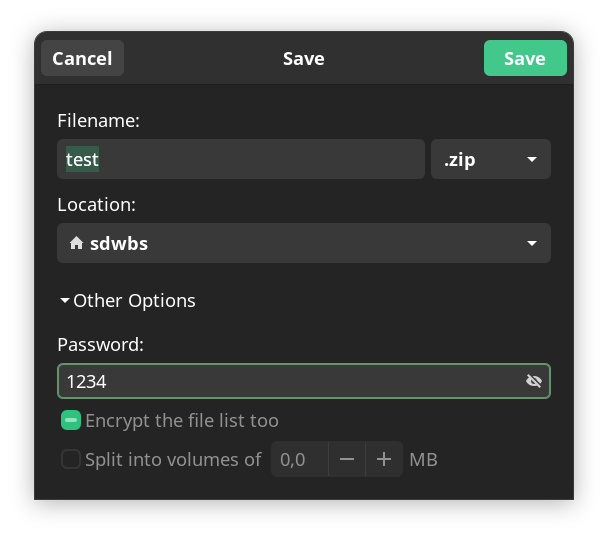 Cancel Save Save
Filename:
test .zip
Location:
sdwbs
Other Options
Password:
1234
Encrypt the file list too
Split into volumes of 0,0 MB